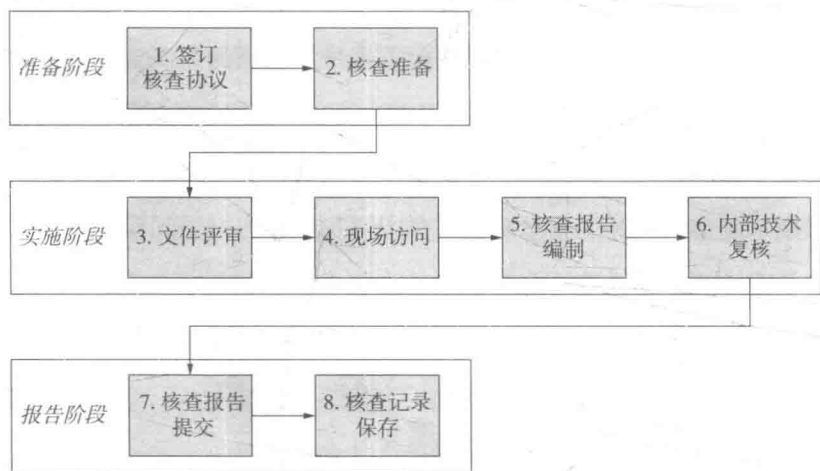 准备阶段
1. 签订
核查协议
2. 核查准备
实施阶段
3. 文件评审
4. 现场访问
5. 核查报告
编制
6. 内部技术
复核
报告阶段
7. 核查报告
提交
8. 核查记录
保存